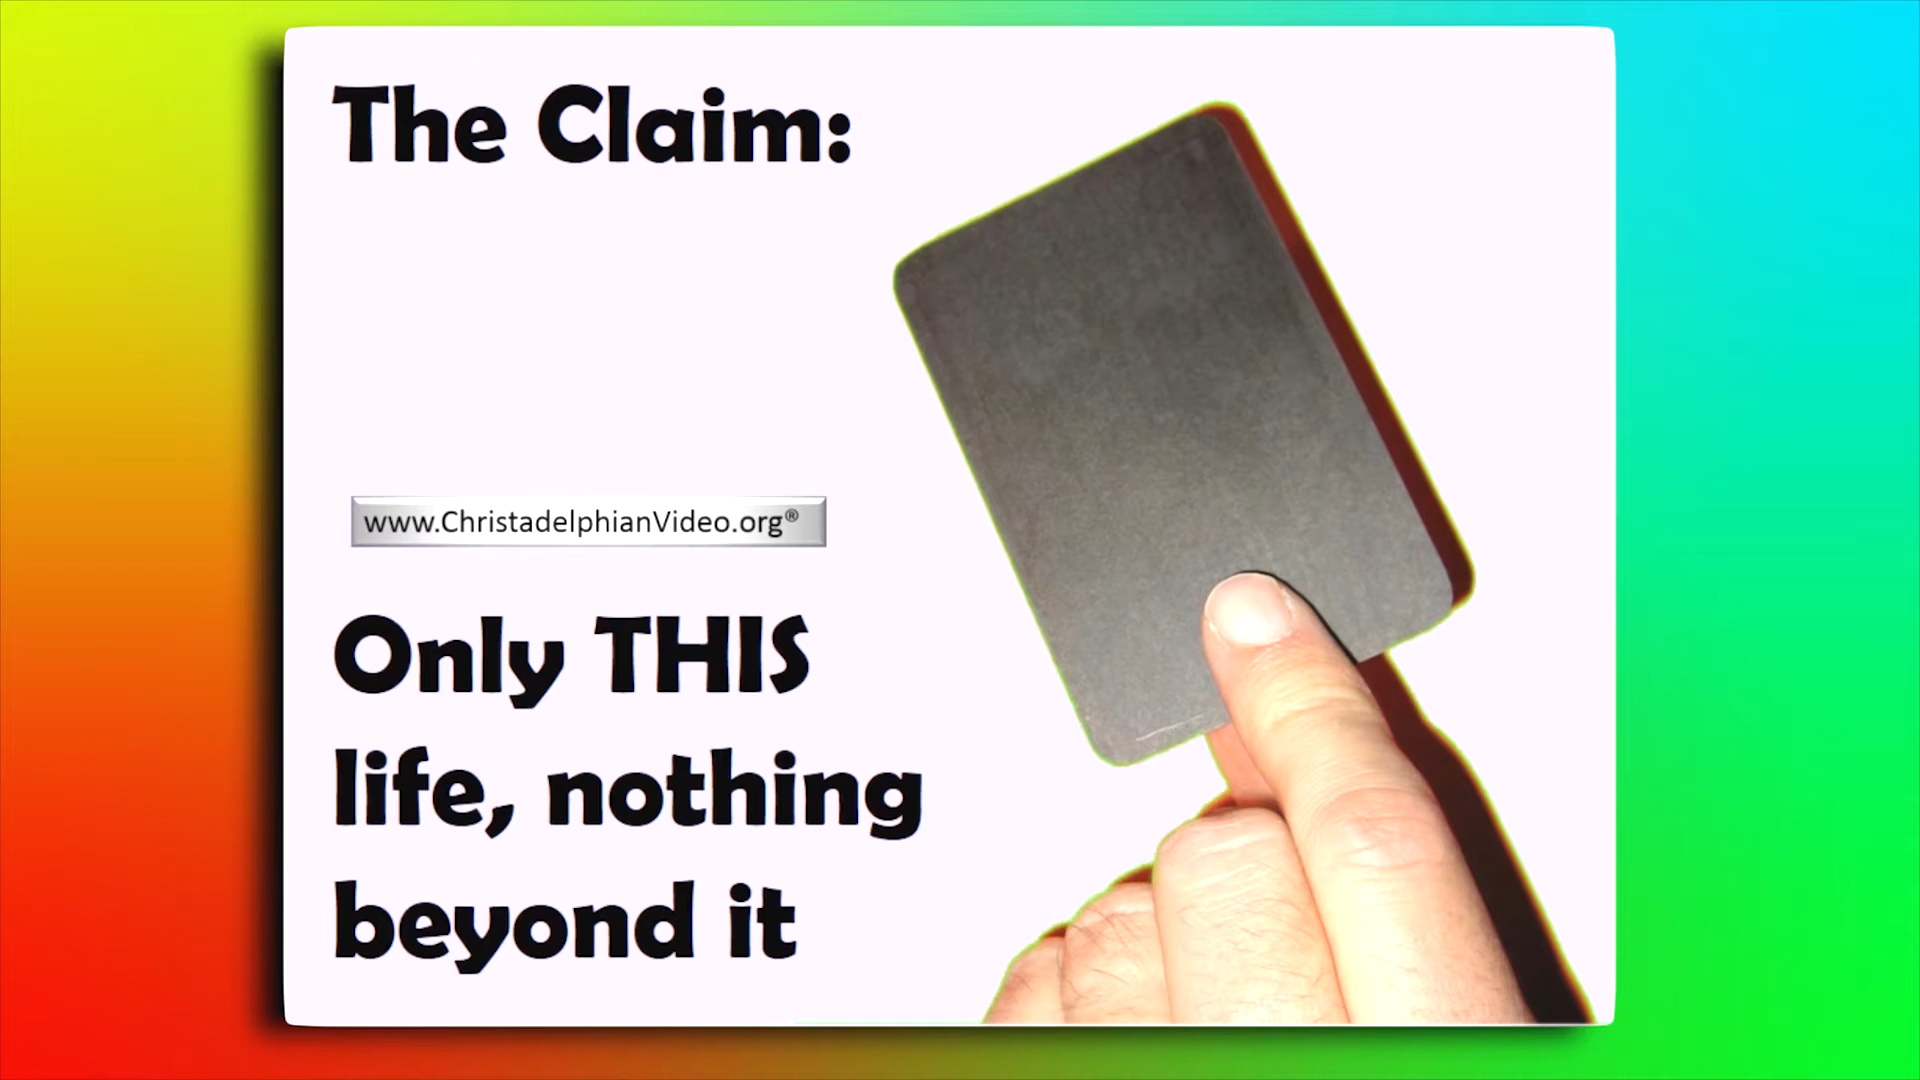 The Claim:
www.ChristadelphianVideo.org®
Only THIS
life, nothing
beyond it